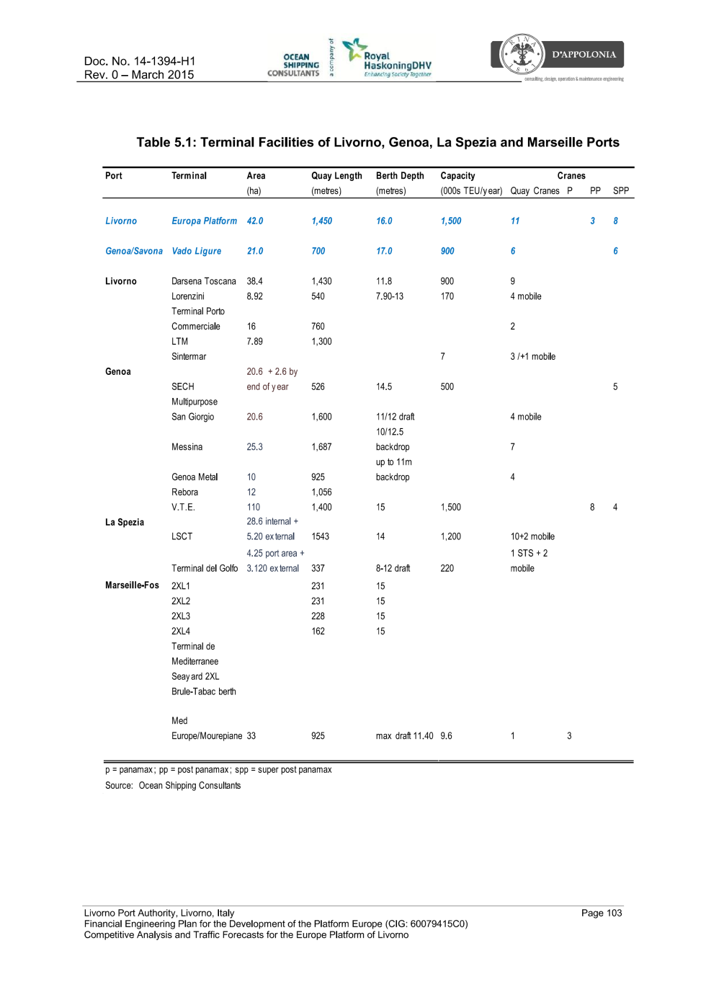 Doc. No. 14-1394-H1
Rev. 0 – March 2015
OCEAN
SHIPPING
CONSULTANTS
a company of
Royal
HaskoningDHV
Enhancing Society Together
RINA
1861
D'APPOLONIA
consulting, design, operation & maintenance engineering
Table 5.1: Terminal Facilities of Livorno, Genoa, La Spezia and Marseille Ports
Port Terminal Area Quay Length Berth Depth Capacity Cranes
(ha) (metres) (metres) (000s TEU/year) Quay Cranes P PP SPP
Livorno Europa Platform 42.0 1,450 16.0 1,500 11 3 8
Genoa/Savona Vado Ligure 21.0 700 17.0 900 6 6
Livorno Darsena Toscana 38.4 1,430 11.8 900 9
Lorenzini 8.92 540 7.90-13 170 4 mobile
Terminal Porto
Commerciale 16 760 2
LTM 7.89 1,300
Sintermar 7 3 /+1 mobile
Genoa 20.6 + 2.6 by
SECH end of year 526 14.5 500 5
Multipurpose
San Giorgio 20.6 1,600 11/12 draft 4 mobile
10/12.5
Messina 25.3 1,687 backdrop 7
up to 11m
Genoa Metal 10 925 backdrop 4
Rebora 12 1,056
V.T.E. 110 1,400 15 1,500 8 4
La Spezia 28.6 internal +
LSCT 5.20 external 1543 14 1,200 10+2 mobile
4.25 port area + 1 STS + 2
Terminal del Golfo 3.120 external 337 8-12 draft 220 mobile
Marseille-Fos 2XL1 231 15
2XL2 231 15
2XL3 228 15
2XL4 162 15
Terminal de
Mediterranee
Seayard 2XL
Brule-Tabac berth
Med
Europe/Mourepiane 33 925 max draft 11.40 9.6 1 3
p = panamax; pp = post panamax; spp = super post panamax
Source: Ocean Shipping Consultants
Livorno Port Authority, Livorno, Italy Page 103
Financial Engineering Plan for the Development of the Platform Europe (CIG: 60079415C0)
Competitive Analysis and Traffic Forecasts for the Europe Platform of Livorno